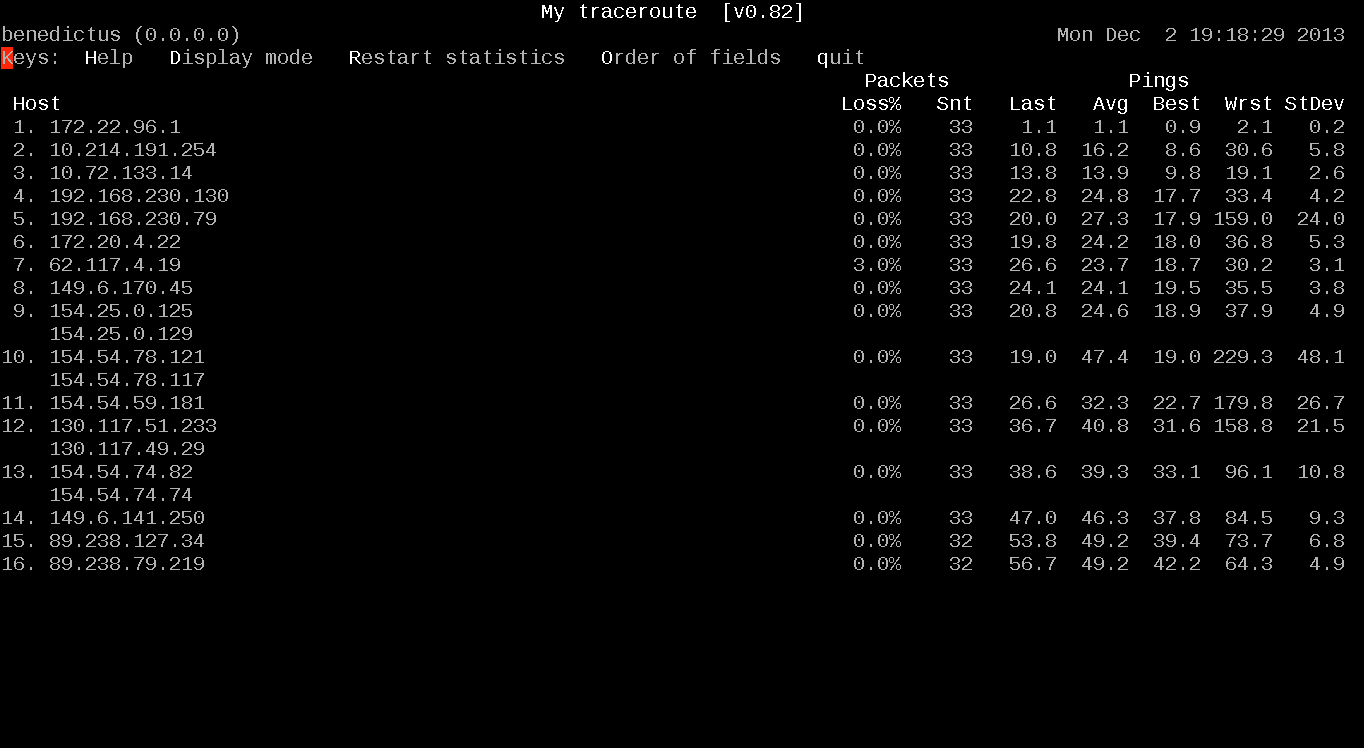 My traceroute  [v0.82]
benedictus (0.0.0.0)                                                                    Mon Dec  2 19:18:29 2013
Keys:  Help   Display mode   Restart statistics   Order of fields   quit
                                                                        Packets               Pings
 Host                                                                 Loss%   Snt   Last   Avg  Best  Wrst StDev
 1. 172.22.96.1                                                        0.0%    33    1.1   1.1   0.9   2.1   0.2
 2. 10.214.191.254                                                     0.0%    33   10.8  16.2   8.6  30.6   5.8
 3. 10.72.133.14                                                       0.0%    33   13.8  13.9   9.8  19.1   2.6
 4. 192.168.230.130                                                    0.0%    33   22.8  24.8  17.7  33.4   4.2
 5. 192.168.230.79                                                     0.0%    33   20.0  27.3  17.9 159.0  24.0
 6. 172.20.4.22                                                        0.0%    33   19.8  24.2  18.0  36.8   5.3
 7. 62.117.4.19                                                        3.0%    33   26.6  23.7  18.7  30.2   3.1
 8. 149.6.170.45                                                       0.0%    33   24.1  24.1  19.5  35.5   3.8
 9. 154.25.0.125                                                       0.0%    33   20.8  24.6  18.9  37.9   4.9
    154.25.0.129
10. 154.54.78.121                                                      0.0%    33   19.0  47.4  19.0 229.3  48.1
    154.54.78.117
11. 154.54.59.181                                                      0.0%    33   26.6  32.3  22.7 179.8  26.7
12. 130.117.51.233                                                     0.0%    33   36.7  40.8  31.6 158.8  21.5
    130.117.49.29
13. 154.54.74.82                                                       0.0%    33   38.6  39.3  33.1  96.1  10.8
    154.54.74.74
14. 149.6.141.250                                                      0.0%    33   47.0  46.3  37.8  84.5   9.3
15. 89.238.127.34                                                      0.0%    32   53.8  49.2  39.4  73.7   6.8
16. 89.238.79.219                                                      0.0%    32   56.7  49.2  42.2  64.3   4.9